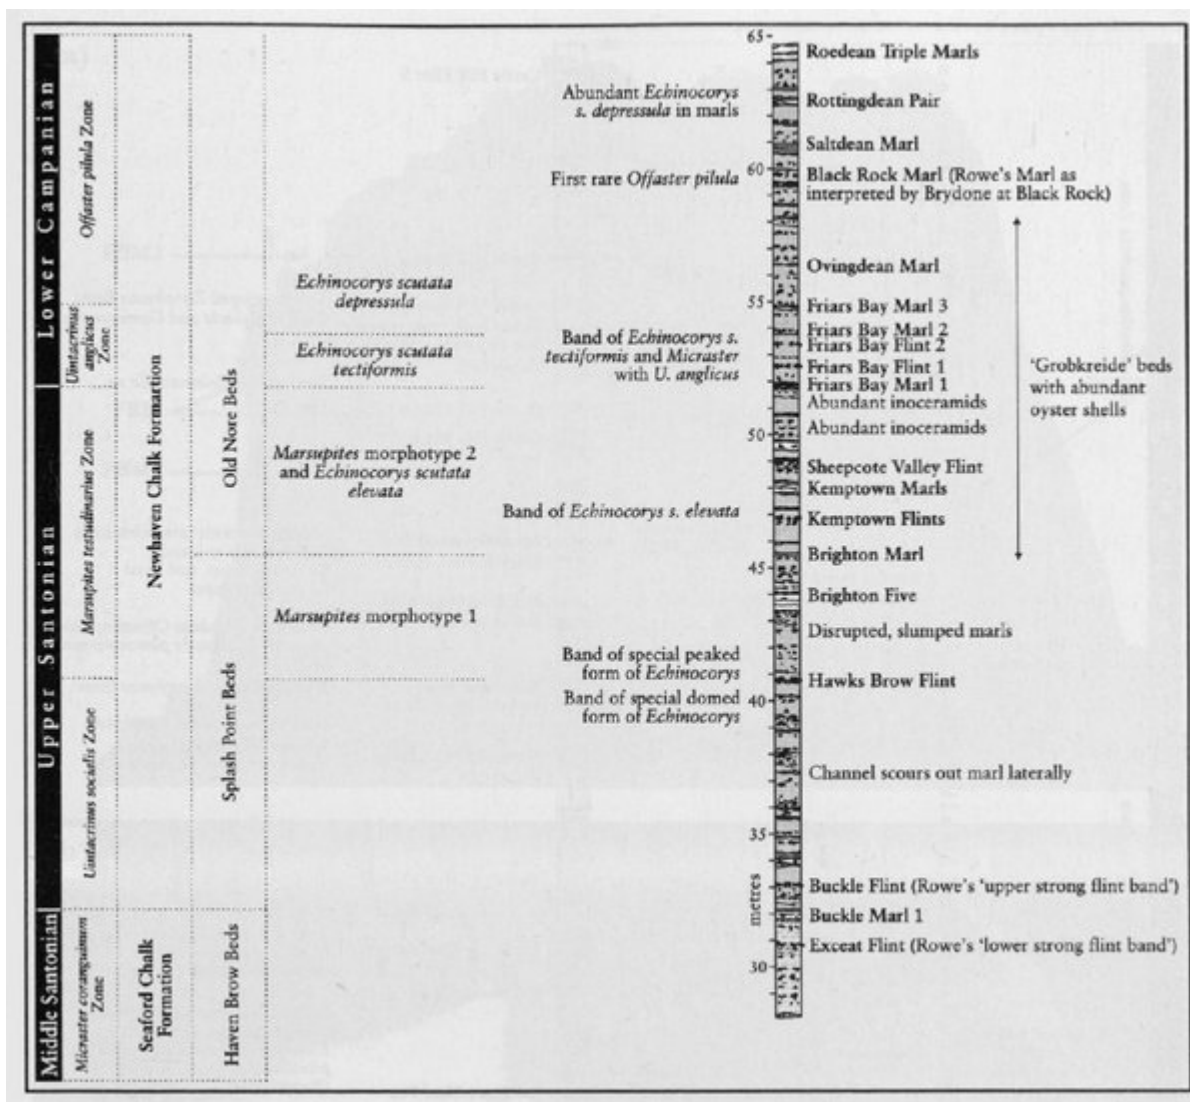 Lower Campanian
Upper Santonian
Middle Santonian
Offaster pilula Zone
Uintacrinus
anglicus
Zone
Marsupites testudinarius Zone
Uintacrinus socialis Zone
Micraster coranguinum
Zone
Newhaven Chalk Formation
Seaford Chalk
Formation
Old Nore Beds
Splash Point Beds
Haven Brow Beds
Echinocorys scutata
depressula
Echinocorys scutata
tectiformis
Marsupites morphotype 2
and Echinocorys scutata
elevata
Marsupites morphotype 1
Abundant Echinocorys
s. depressula in marls
First rare Offaster pilula
Band of Echinocorys s.
tectiformis and Micraster
with U. anglicus
Band of Echinocorys s. elevata
Band of special peaked
form of Echinocorys
Band of special domed
form of Echinocorys
65
60
55
50
45
40
35
30
metres
Roedean Triple Marls
Rottingdean Pair
Saltdean Marl
Black Rock Marl (Rowe's Marl as
interpreted by Brydone at Black Rock)
Ovingdean Marl
Friars Bay Marl 3
Friars Bay Marl 2
Friars Bay Flint 2
Friars Bay Flint 1
Friars Bay Marl 1
Abundant inoceramids
Abundant inoceramids
Sheepcote Valley Flint
Kemptown Marls
Kemptown Flints
Brighton Marl
Brighton Five
Disrupted, slumped marls
Hawks Brow Flint
Channel scours out marl laterally
Buckle Flint (Rowe's 'upper strong flint band')
Buckle Marl 1
Exceat Flint (Rowe's 'lower strong flint band')
'Grobkreide' beds
with abundant
oyster shells